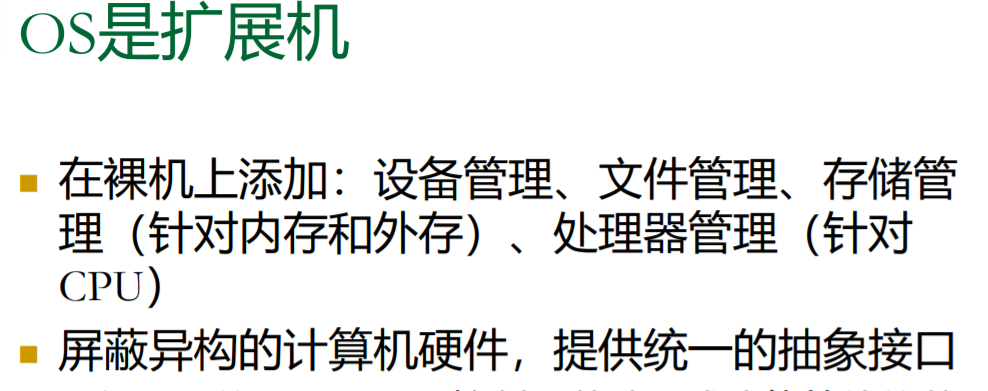 OS是扩展机
在裸机上添加：设备管理、文件管理、存储管
理（针对内存和外存）、处理器管理（针对
CPU）
屏蔽异构的计算机硬件，提供统一的抽象接口